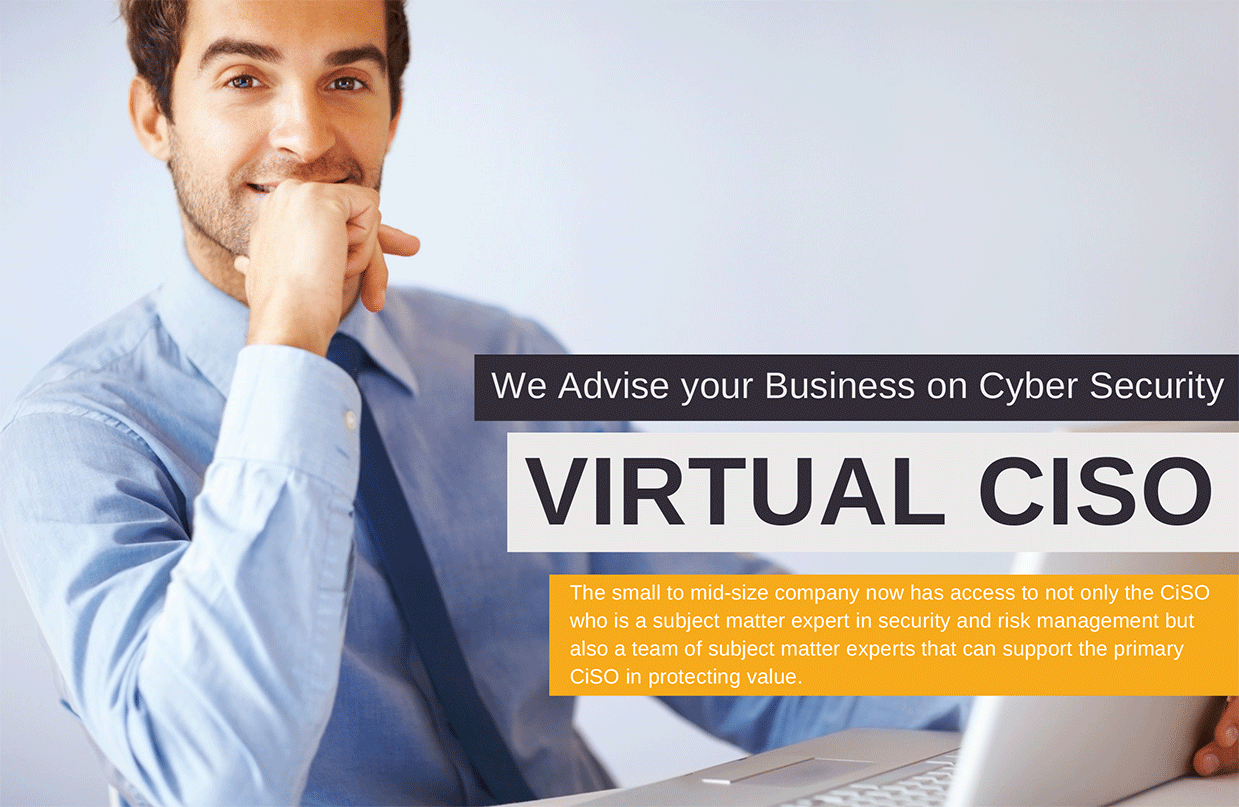 We Advise your Business on Cyber Security
VIRTUAL CISO
The small to mid-size company now has access to not only the CiSO
who is a subject matter expert in security and risk management but
also a team of subject matter experts that can support the primary
CiSO in protecting value.